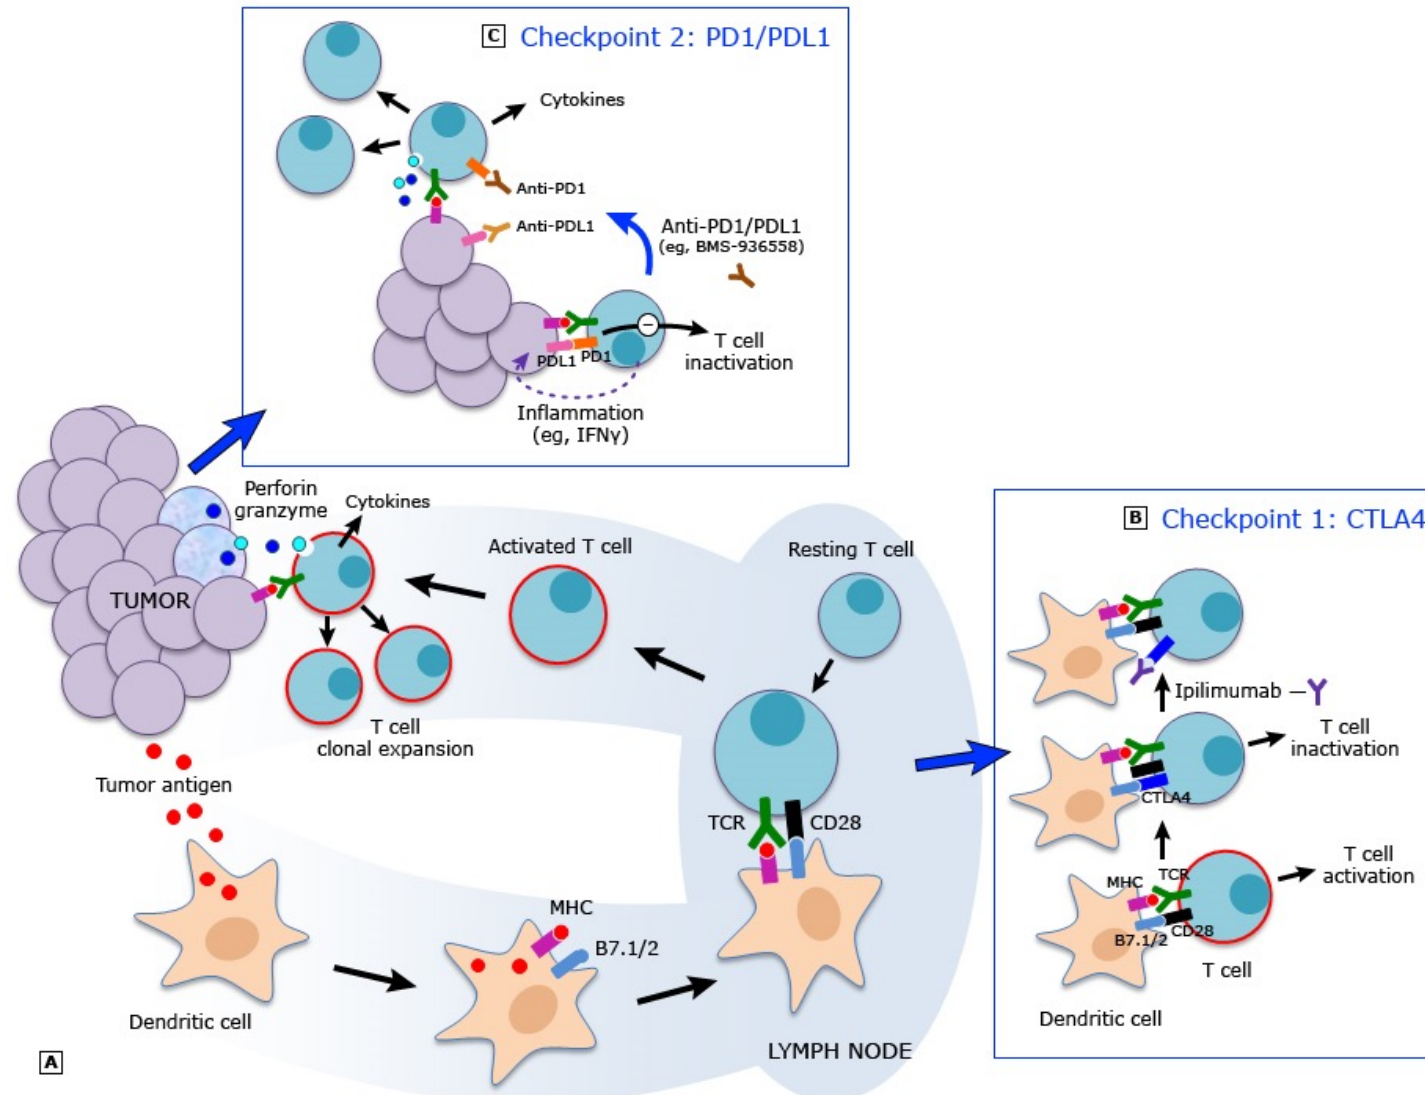 C Checkpoint 2: PD1/PDL1
Cytokines
Anti-PD1
Anti-PDL1
Anti-PD1/PDL1
(eg, BMS-936558)
T cell
inactivation
PDL1
PD1
Inflammation
(eg, IFNγ)
Perforin
granzyme
Cytokines
TUMOR
Activated T cell
Resting T cell
T cell
clonal expansion
Tumor antigen
TCR
CD28
MHC
B7.1/2
Dendritic cell
LYMPH NODE
A
B Checkpoint 1: CTLA4
Ipilimumab
T cell
inactivation
CTLA4
T cell
activation
MHC
TCR
B7.1/2
CD28
T cell
Dendritic cell